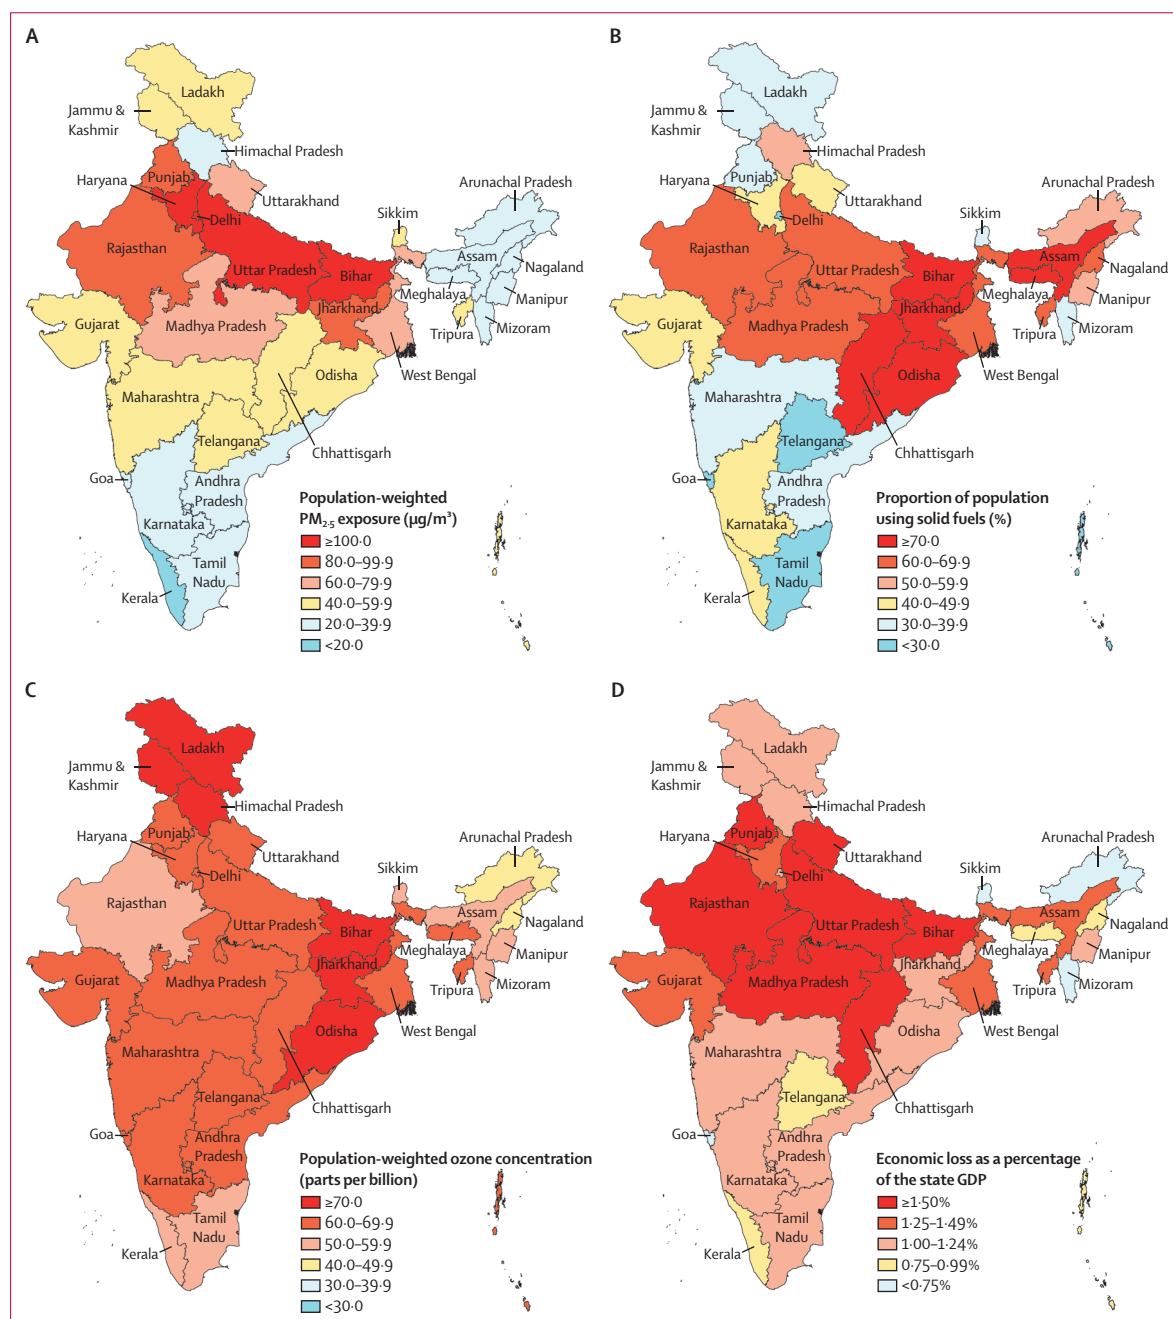 A
Ladakh
Jammu &
Kashmir
Himachal Pradesh
Punjab
Haryana
Uttarakhand
Arunachal Pradesh
Delhi
Sikkim
Rajasthan
Assam
Nagaland
Uttar Pradesh
Bihar
Meghalaya
Manipur
Gujarat
Jharkhand
Madhya Pradesh
Tripura
Mizoram
West Bengal
Odisha
Maharashtra
Telangana
Chhattisgarh
Goa
Andhra
Pradesh
Karnataka
Tamil
Nadu
Kerala
Population-weighted
PM2·5 exposure (µg/m³)
≥100·0
80·0–99·9
60·0–79·9
40·0–59·9
20·0–39·9
<20·0
B
Ladakh
Jammu &
Kashmir
Himachal Pradesh
Punjab
Haryana
Uttarakhand
Arunachal Pradesh
Delhi
Sikkim
Rajasthan
Assam
Nagaland
Uttar Pradesh
Bihar
Meghalaya
Manipur
Gujarat
Jharkhand
Madhya Pradesh
Tripura
Mizoram
West Bengal
Odisha
Maharashtra
Telangana
Chhattisgarh
Goa
Andhra
Pradesh
Karnataka
Tamil
Nadu
Kerala
Proportion of population
using solid fuels (%)
≥70·0
60·0–69·9
50·0–59·9
40·0–49·9
30·0–39·9
<30·0
C
Ladakh
Jammu &
Kashmir
Himachal Pradesh
Punjab
Haryana
Uttarakhand
Arunachal Pradesh
Delhi
Sikkim
Rajasthan
Assam
Nagaland
Uttar Pradesh
Bihar
Meghalaya
Manipur
Gujarat
Jharkhand
Madhya Pradesh
Tripura
Mizoram
West Bengal
Odisha
Maharashtra
Telangana
Chhattisgarh
Goa
Andhra
Pradesh
Karnataka
Tamil
Nadu
Kerala
Population-weighted ozone concentration
(parts per billion)
≥70·0
60·0–69·9
50·0–59·9
40·0–49·9
30·0–39·9
<30·0
D
Ladakh
Jammu &
Kashmir
Himachal Pradesh
Punjab
Haryana
Uttarakhand
Arunachal Pradesh
Delhi
Sikkim
Rajasthan
Assam
Nagaland
Uttar Pradesh
Bihar
Meghalaya
Manipur
Gujarat
Jharkhand
Madhya Pradesh
Tripura
Mizoram
West Bengal
Odisha
Maharashtra
Telangana
Chhattisgarh
Goa
Andhra
Pradesh
Karnataka
Tamil
Nadu
Kerala
Economic loss as a percentage
of the state GDP
≥1·50%
1·25–1·49%
1·00–1·24%
0·75–0·99%
<0·75%